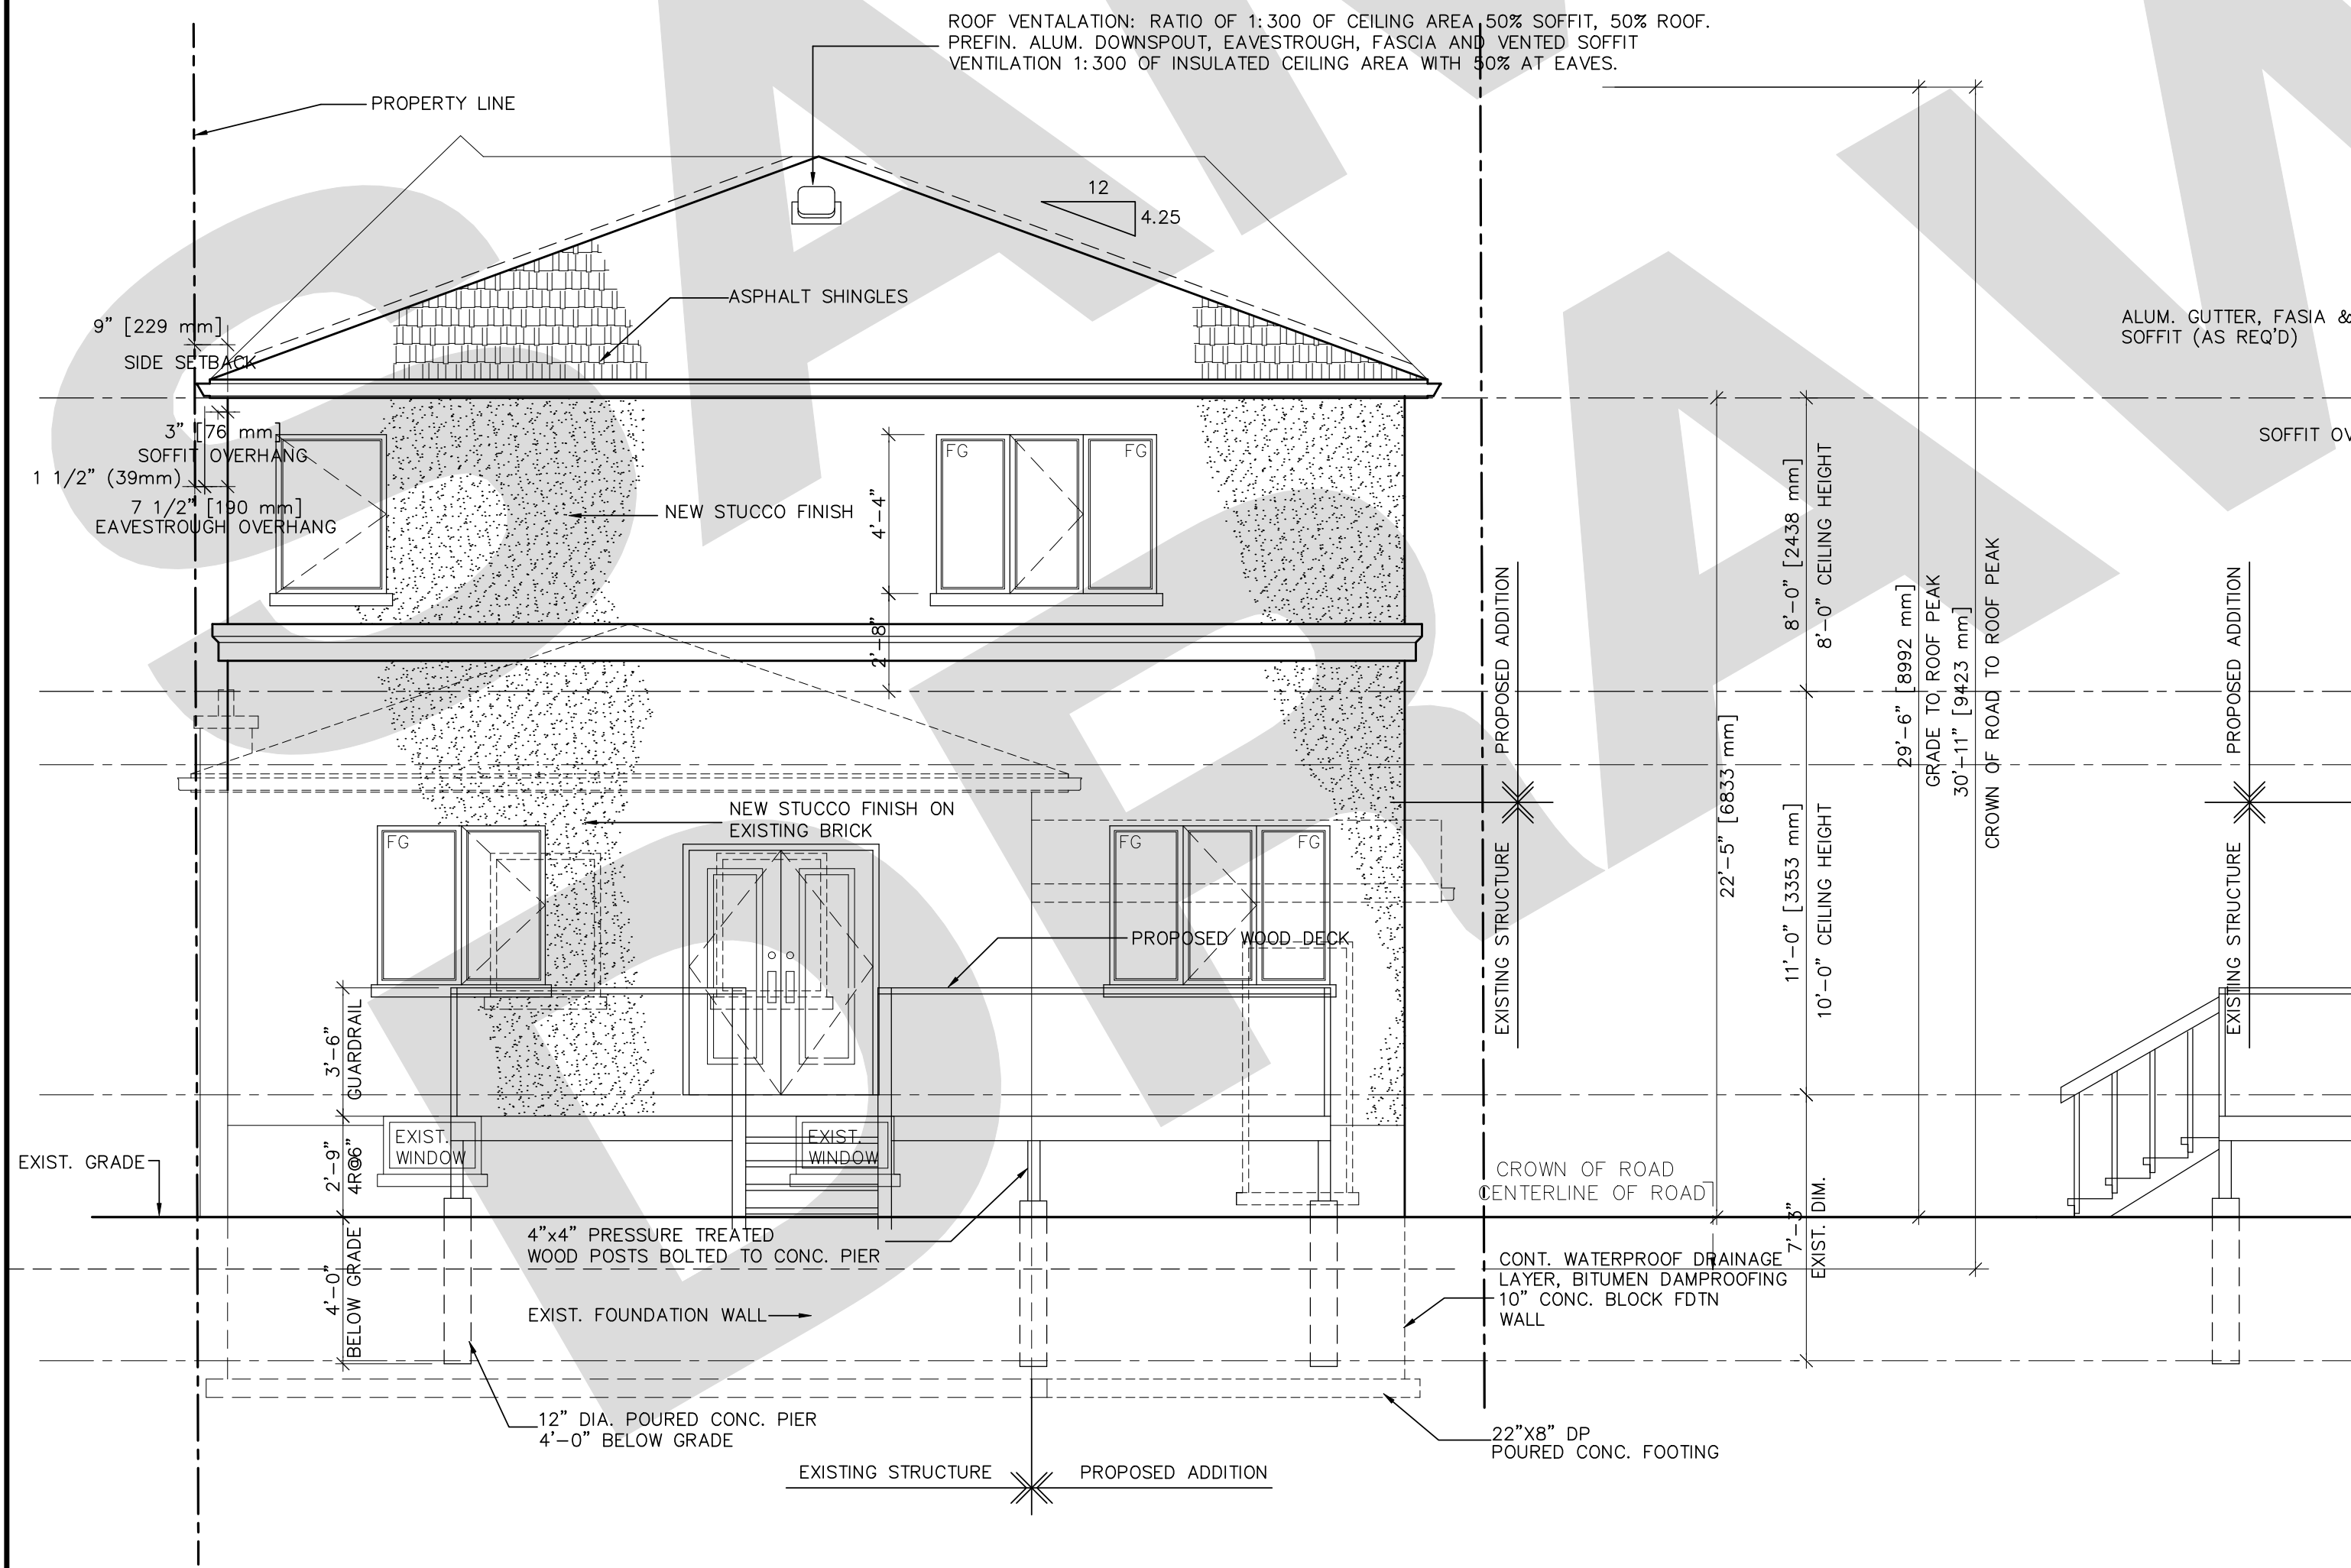 ROOF VENTALATION: RATIO OF 1:300 OF CEILING AREA 50% SOFFIT, 50% ROOF.
PREFIN. ALUM. DOWNSPOUT, EAVESTROUGH, FASCIA AND VENTED SOFFIT
VENTILATION 1:300 OF INSULATED CEILING AREA WITH 50% AT EAVES.
PROPERTY LINE
12
4.25
ASPHALT SHINGLES
9" [229 mm]
SIDE SETBACK
ALUM. GUTTER, FASIA &
SOFFIT (AS REQ'D)
3" [76 mm]
SOFFIT OVERHANG
1 1/2" (39mm)
7 1/2" [190 mm]
EAVESTROUGH OVERHANG
SOFFIT OV
FG
FG
4'-4"
NEW STUCCO FINISH
2'-8"
8'-0" [2438 mm]
8'-0" CEILING HEIGHT
PROPOSED ADDITION
EXISTING STRUCTURE
22'-5" [6833 mm]
11'-0" [3353 mm]
10'-0" CEILING HEIGHT
29'-6" [8992 mm]
GRADE TO ROOF PEAK
30'-11" [9423 mm]
CROWN OF ROAD TO ROOF PEAK
PROPOSED ADDITION
EXISTING STRUCTURE
NEW STUCCO FINISH ON
EXISTING BRICK
FG
FG
FG
PROPOSED WOOD DECK
3'-6"
GUARDRAIL
2'-9"
4R@6"
EXIST.
WINDOW
EXIST.
WINDOW
EXIST. GRADE
CROWN OF ROAD
CENTERLINE OF ROAD
7'-3"
EXIST. DIM.
4"x4" PRESSURE TREATED
WOOD POSTS BOLTED TO CONC. PIER
4'-0"
BELOW GRADE
EXIST. FOUNDATION WALL
CONT. WATERPROOF DRAINAGE
LAYER, BITUMEN DAMPROOFING
10" CONC. BLOCK FDTN
WALL
12" DIA. POURED CONC. PIER
4'-0" BELOW GRADE
22"X8" DP
POURED CONC. FOOTING
EXISTING STRUCTURE
PROPOSED ADDITION